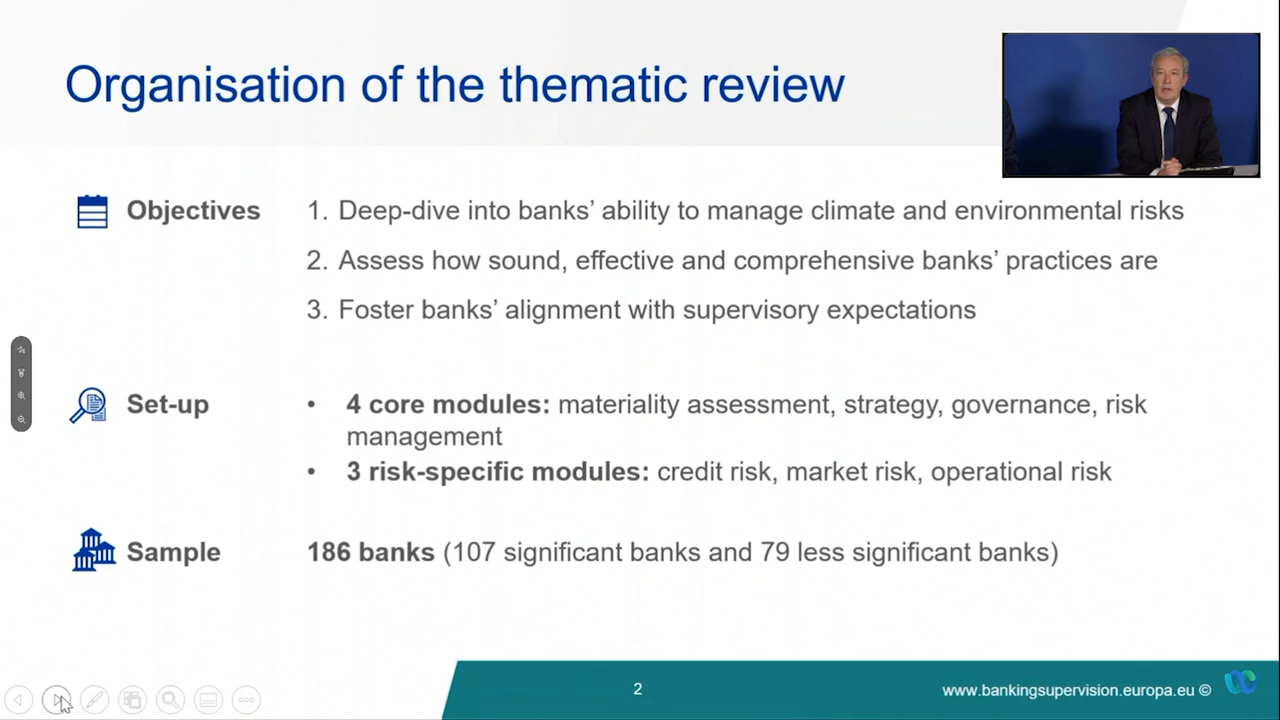 Organisation of the thematic review
Objectives
1. Deep-dive into banks’ ability to manage climate and environmental risks
2. Assess how sound, effective and comprehensive banks’ practices are
3. Foster banks’ alignment with supervisory expectations
Set-up
• 4 core modules: materiality assessment, strategy, governance, risk
management
• 3 risk-specific modules: credit risk, market risk, operational risk
Sample
186 banks (107 significant banks and 79 less significant banks)
2
www.bankingsupervision.europa.eu ©